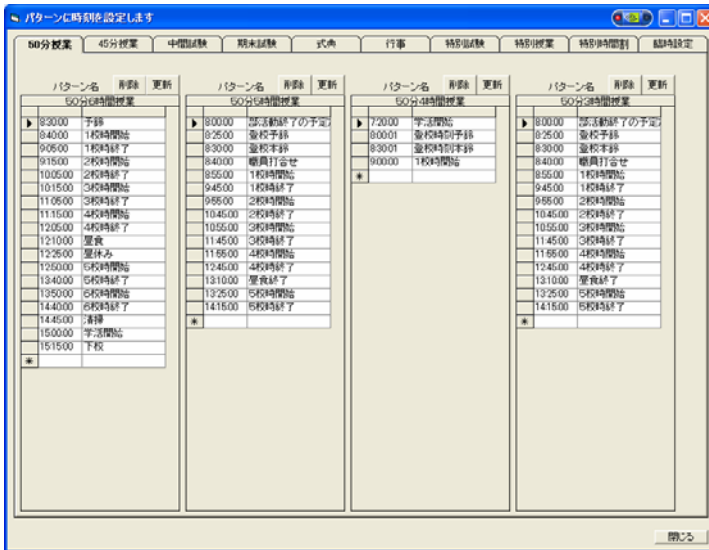 パターンに時刻を設定します
50分授業 45分授業 中間試験 期末試験 式典 行事 特別試験 特別授業 特別時間割 臨時設定
パターン名 削除 更新
50分6時間授業
8:30:00 予鈴
8:40:00 1校時開始
9:05:00 1校時終了
9:15:00 2校時開始
10:05:00 2校時終了
10:15:00 3校時開始
11:05:00 3校時終了
11:15:00 4校時開始
12:05:00 4校時終了
12:10:00 昼食
12:25:00 昼休み
12:50:00 5校時開始
13:40:00 5校時終了
13:50:00 6校時開始
14:40:00 6校時終了
14:45:00 清掃
15:00:00 学活開始
15:15:00 下校
パターン名 削除 更新
50分5時間授業
8:00:00 部活動終了の予定
8:25:00 登校予鈴
8:30:00 登校本鈴
8:40:00 職員打合せ
8:55:00 1校時開始
9:45:00 1校時終了
9:55:00 2校時開始
10:45:00 2校時終了
10:55:00 3校時開始
11:45:00 3校時終了
11:55:00 4校時開始
12:45:00 4校時終了
13:10:00 昼食終了
13:25:00 5校時開始
14:15:00 5校時終了
パターン名 削除 更新
50分4時間授業
7:20:00 学活開始
8:00:01 登校時刻予鈴
8:30:01 登校時刻本鈴
9:00:00 1校時開始
パターン名 削除 更新
50分3時間授業
8:00:00 部活動終了の予定
8:25:00 登校予鈴
8:30:00 登校本鈴
8:40:00 職員打合せ
8:55:00 1校時開始
9:45:00 1校時終了
9:55:00 2校時開始
10:45:00 2校時終了
10:55:00 3校時開始
11:45:00 3校時終了
11:55:00 4校時開始
12:45:00 4校時終了
13:10:00 昼食終了
13:25:00 5校時開始
14:15:00 5校時終了
閉じる